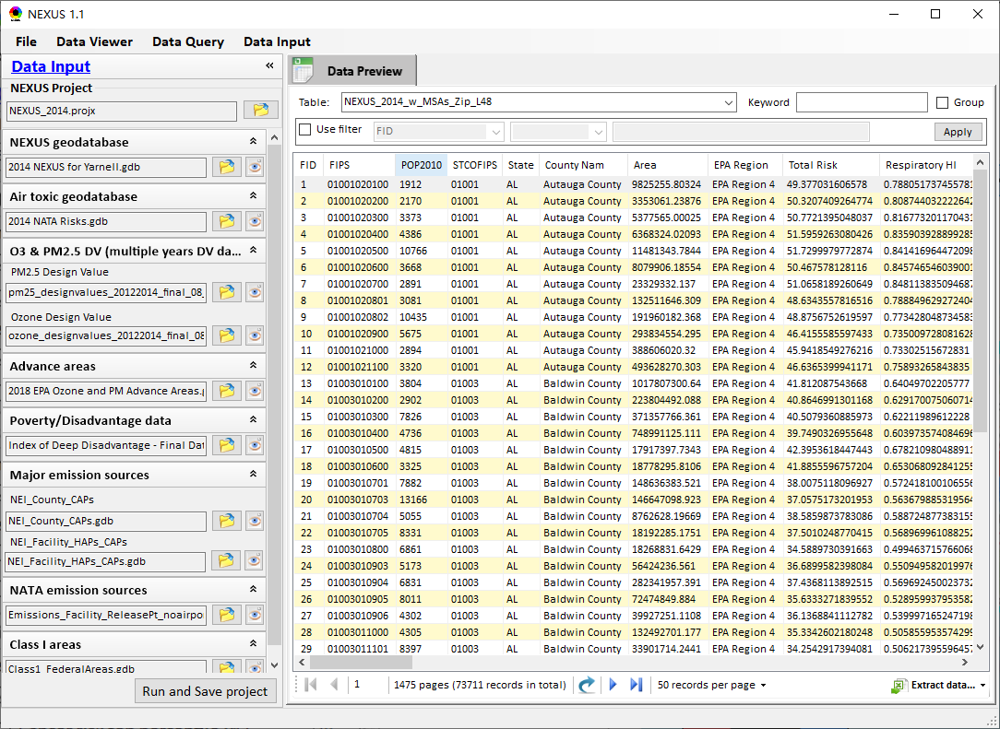 NEXUS 1.1
File Data Viewer Data Query Data Input
Data Input «
NEXUS Project
NEXUS_2014.projx
NEXUS geodatabase
2014 NEXUS for Yarnell.gdb
Air toxic geodatabase
2014 NATA Risks.gdb
O3 & PM2.5 DV (multiple years DV da...
PM2.5 Design Value
pm25_designvalues_20122014_final_08_
Ozone Design Value
ozone_designvalues_20122014_final_08
Advance areas
2018 EPA Ozone and PM Advance Areas.g
Poverty/Disadvantage data
Index of Deep Disadvantage - Final Dat
Major emission sources
NEI_County_CAPs
NEI_County_CAPs.gdb
NEI_Facility_HAPs_CAPs
NEI_Facility_HAPs_CAPs.gdb
NATA emission sources
Emissions_Facility_ReleasePt_noairpo
Class I areas
Class1_FederalAreas.gdb
Run and Save project
Data Preview
Table: NEXUS_2014_w_MSAs_Zip_L48 Keyword Group
Use filter FID Apply
FID FIPS POP2010 STCOFIPS State County Nam Area EPA Region Total Risk Respiratory HI
1 01001020100 1912 01001 AL Autauga County 9825255.80324 EPA Region 4 49.377031606578 0.788051737455781
2 01001020200 2170 01001 AL Autauga County 3353061.23876 EPA Region 4 50.3207409264774 0.808744032222642
3 01001020300 3373 01001 AL Autauga County 5377565.00025 EPA Region 4 50.7721395048037 0.816773201170431
4 01001020400 4386 01001 AL Autauga County 6368324.02093 EPA Region 4 51.5959263080426 0.835903928899285
5 01001020500 10766 01001 AL Autauga County 11481343.7844 EPA Region 4 51.7299979772874 0.841416964472098
6 01001020600 3668 01001 AL Autauga County 8079906.18554 EPA Region 4 50.467578128116 0.845746546039001
7 01001020700 2891 01001 AL Autauga County 23329332.137 EPA Region 4 51.0658189260649 0.848113835094687
8 01001020801 3081 01001 AL Autauga County 132511646.309 EPA Region 4 48.6343557816516 0.788849629272404
9 01001020802 10435 01001 AL Autauga County 191960182.368 EPA Region 4 48.8756752619597 0.773428048734583
10 01001020900 5675 01001 AL Autauga County 293834554.295 EPA Region 4 46.4155585597433 0.735009728081628
11 01001021000 2894 01001 AL Autauga County 388606020.32 EPA Region 4 45.9418549276216 0.73302515672831
12 01001021100 3320 01001 AL Autauga County 493628270.303 EPA Region 4 46.6365399941171 0.75893265843835
13 01003010100 3804 01003 AL Baldwin County 1017807300.64 EPA Region 4 41.812087543668 0.64049702205777
14 01003010200 2902 01003 AL Baldwin County 223804492.088 EPA Region 4 40.8646991301168 0.629170075060714
15 01003010300 7826 01003 AL Baldwin County 371357766.361 EPA Region 4 40.5079360885973 0.62211989612228
16 01003010400 4736 01003 AL Baldwin County 748991125.111 EPA Region 4 39.7490326955648 0.603973574084696
17 01003010500 4815 01003 AL Baldwin County 17917397.7343 EPA Region 4 42.3953618447443 0.678210980488911
18 01003010600 3325 01003 AL Baldwin County 18778295.8106 EPA Region 4 41.8855596757204 0.653068092841255
19 01003010701 7882 01003 AL Baldwin County 148636383.521 EPA Region 4 38.0075118096927 0.572418100106556
20 01003010703 13166 01003 AL Baldwin County 146647098.923 EPA Region 4 37.0575173201953 0.563679885319564
21 01003010704 5055 01003 AL Baldwin County 8762628.19669 EPA Region 4 38.5859873783086 0.588724877383155
22 01003010705 8331 01003 AL Baldwin County 18192285.1751 EPA Region 4 37.5010248770415 0.568969961088252
23 01003010800 6861 01003 AL Baldwin County 18268831.6429 EPA Region 4 34.5889730391663 0.499463715766068
24 01003010903 5173 01003 AL Baldwin County 56424236.561 EPA Region 4 36.6899582398084 0.550949582019976
25 01003010904 6831 01003 AL Baldwin County 282341957.391 EPA Region 4 37.4368113892515 0.569692450023732
26 01003010905 8011 01003 AL Baldwin County 72474849.884 EPA Region 4 35.6333271839552 0.528959937953582
27 01003010906 4302 01003 AL Baldwin County 39927251.1108 EPA Region 4 36.1368841112782 0.539997165247198
28 01003011000 4305 01003 AL Baldwin County 132492701.177 EPA Region 4 35.3342602180248 0.505855953574299
29 01003011101 8397 01003 AL Baldwin County 33901714.2441 EPA Region 4 34.2542917394081 0.506217395596457
1 1475 pages (73711 records in total) 50 records per page Extract data...